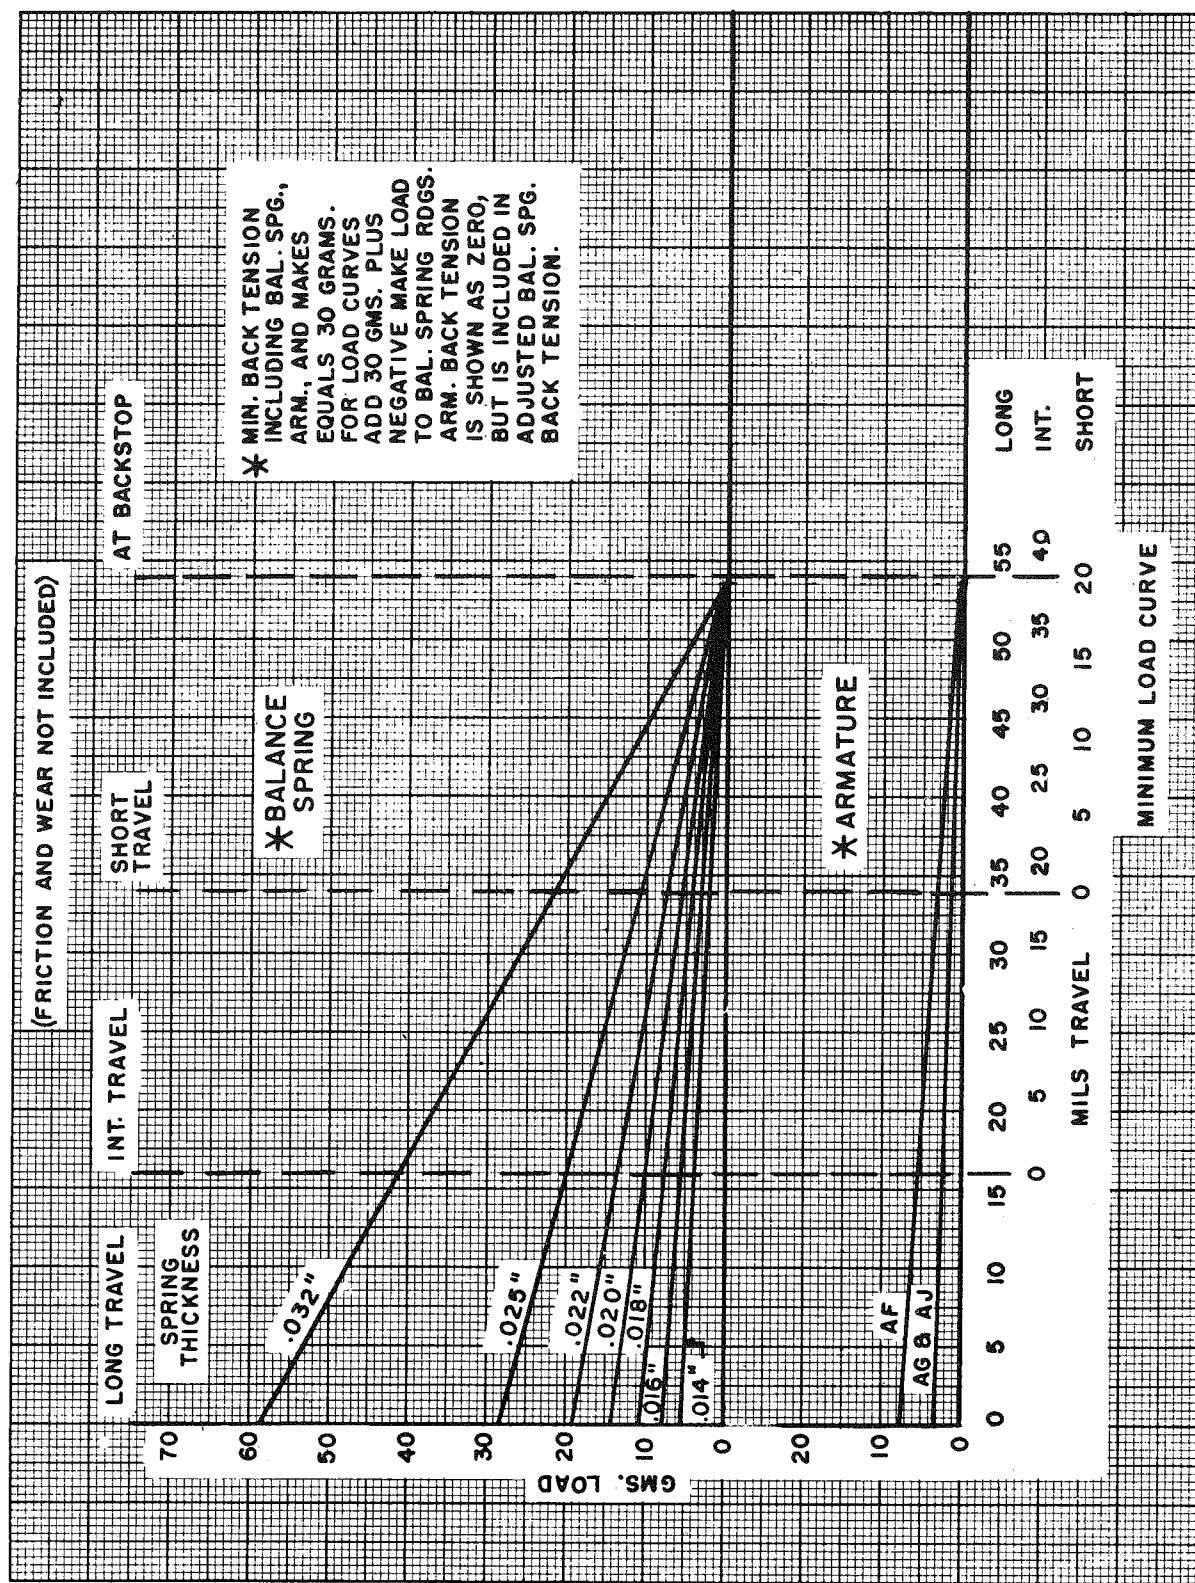 (FRICTION AND WEAR NOT INCLUDED)
LONG TRAVEL
INT. TRAVEL
SHORT
TRAVEL
AT BACKSTOP
SPRING
THICKNESS
*BALANCE
SPRING
* MIN. BACK TENSION
INCLUDING BAL. SPG.,
ARM., AND MAKES
EQUALS 30 GRAMS.
FOR LOAD CURVES
ADD 30 GMS. PLUS
NEGATIVE MAKE LOAD
TO BAL. SPRING RDGS.
ARM. BACK TENSION
IS SHOWN AS ZERO,
BUT IS INCLUDED IN
ADJUSTED BAL. SPG.
BACK TENSION.
70
60
50
40
30
20
10
0
GMS. LOAD
.032"
.025"
.022"
.020"
.018"
.016"
.014"
*ARMATURE
20
10
0
AF
AG & AJ
0 5 10 15 20 25 30 35 40 45 50 55 LONG
0 5 10 15 20 25 30 35 40 INT.
MILS TRAVEL 0 5 10 15 20 SHORT
MINIMUM LOAD CURVE